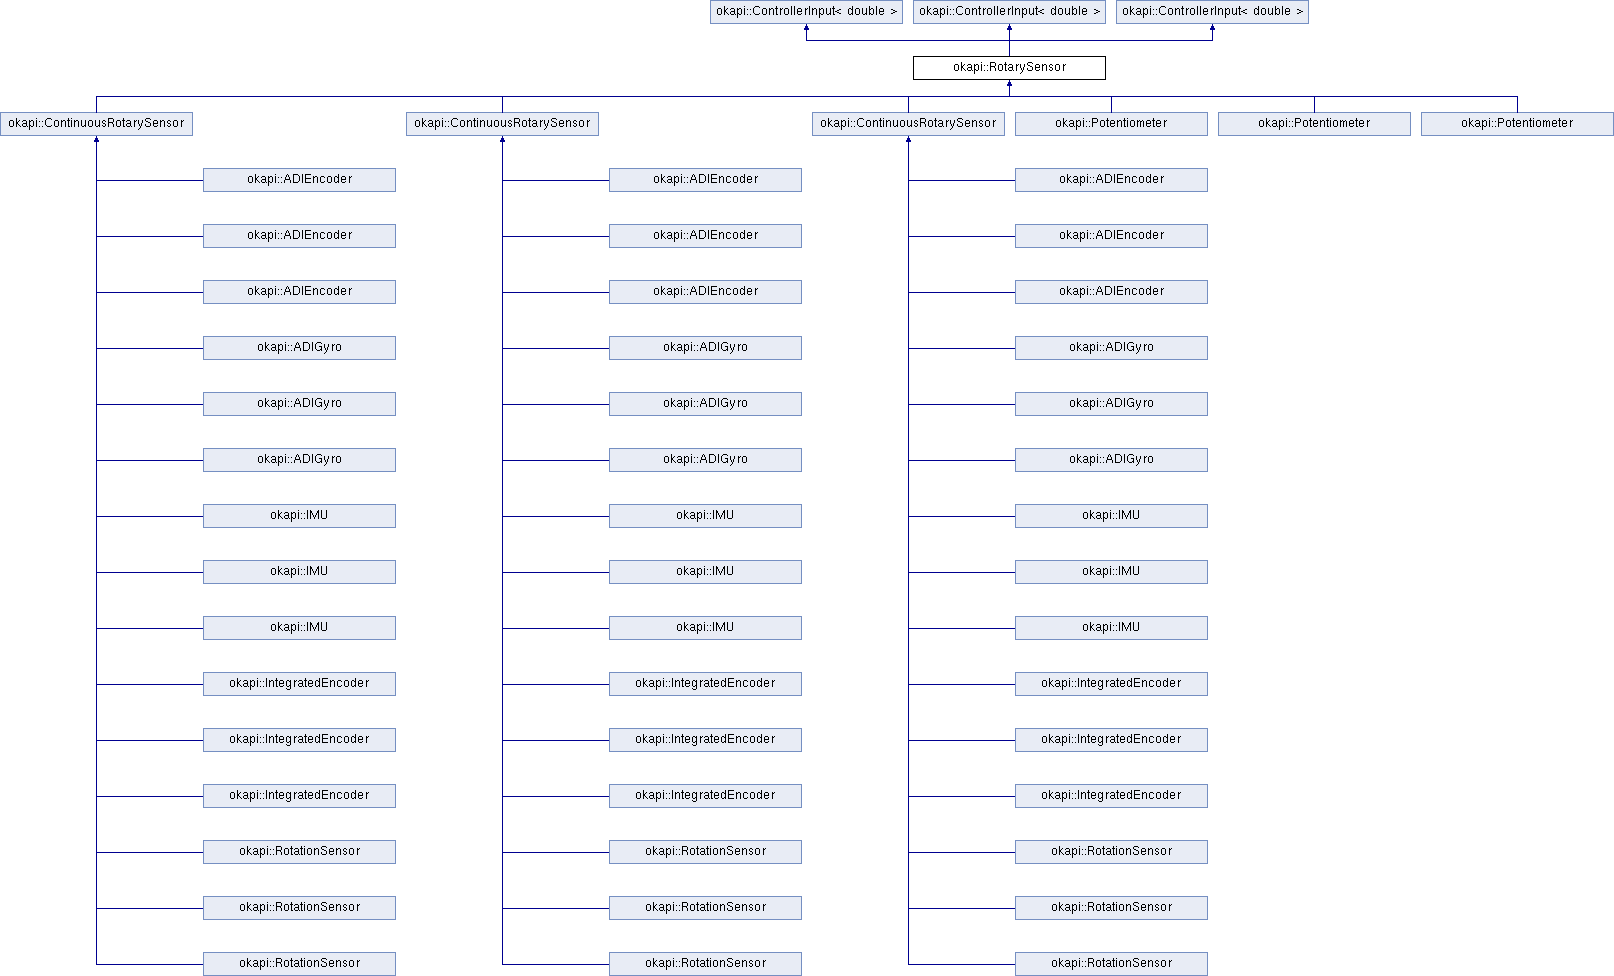 okapi::ControllerInput< double >
okapi::ControllerInput< double >
okapi::ControllerInput< double >
okapi::RotarySensor
okapi::ContinuousRotarySensor
okapi::ContinuousRotarySensor
okapi::ContinuousRotarySensor
okapi::Potentiometer
okapi::Potentiometer
okapi::Potentiometer
okapi::ADIEncoder
okapi::ADIEncoder
okapi::ADIEncoder
okapi::ADIEncoder
okapi::ADIEncoder
okapi::ADIEncoder
okapi::ADIEncoder
okapi::ADIEncoder
okapi::ADIEncoder
okapi::ADIGyro
okapi::ADIGyro
okapi::ADIGyro
okapi::ADIGyro
okapi::ADIGyro
okapi::ADIGyro
okapi::ADIGyro
okapi::ADIGyro
okapi::ADIGyro
okapi::IMU
okapi::IMU
okapi::IMU
okapi::IMU
okapi::IMU
okapi::IMU
okapi::IMU
okapi::IMU
okapi::IMU
okapi::IntegratedEncoder
okapi::IntegratedEncoder
okapi::IntegratedEncoder
okapi::IntegratedEncoder
okapi::IntegratedEncoder
okapi::IntegratedEncoder
okapi::IntegratedEncoder
okapi::IntegratedEncoder
okapi::IntegratedEncoder
okapi::RotationSensor
okapi::RotationSensor
okapi::RotationSensor
okapi::RotationSensor
okapi::RotationSensor
okapi::RotationSensor
okapi::RotationSensor
okapi::RotationSensor
okapi::RotationSensor